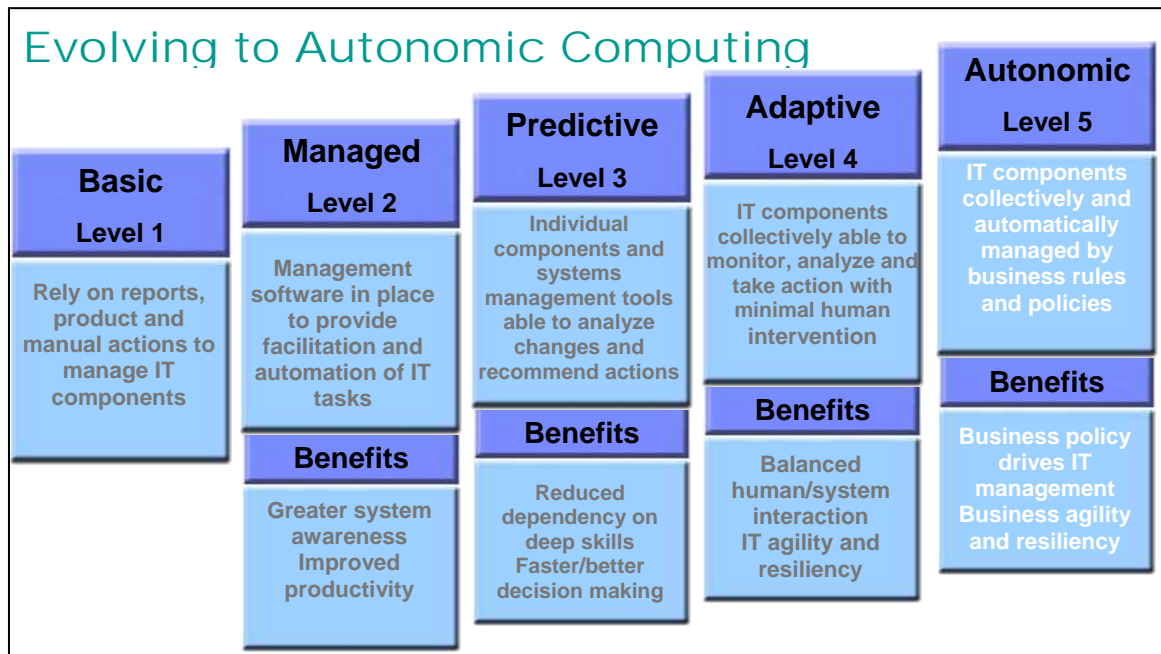 Evolving to Autonomic Computing
Basic
Level 1
Rely on reports,
product and
manual actions to
manage IT
components
Managed
Level 2
Management
software in place
to provide
facilitation and
automation of IT
tasks
Benefits
Greater system
awareness
Improved
productivity
Predictive
Level 3
Individual
components and
systems
management tools
able to analyze
changes and
recommend actions
Benefits
Reduced
dependency on
deep skills
Faster/better
decision making
Adaptive
Level 4
IT components
collectively able to
monitor, analyze and
take action with
minimal human
intervention
Benefits
Balanced
human/system
interaction
IT agility and
resiliency
Autonomic
Level 5
IT components
collectively and
automatically
managed by
business rules
and policies
Benefits
Business policy
drives IT
management
Business agility
and resiliency